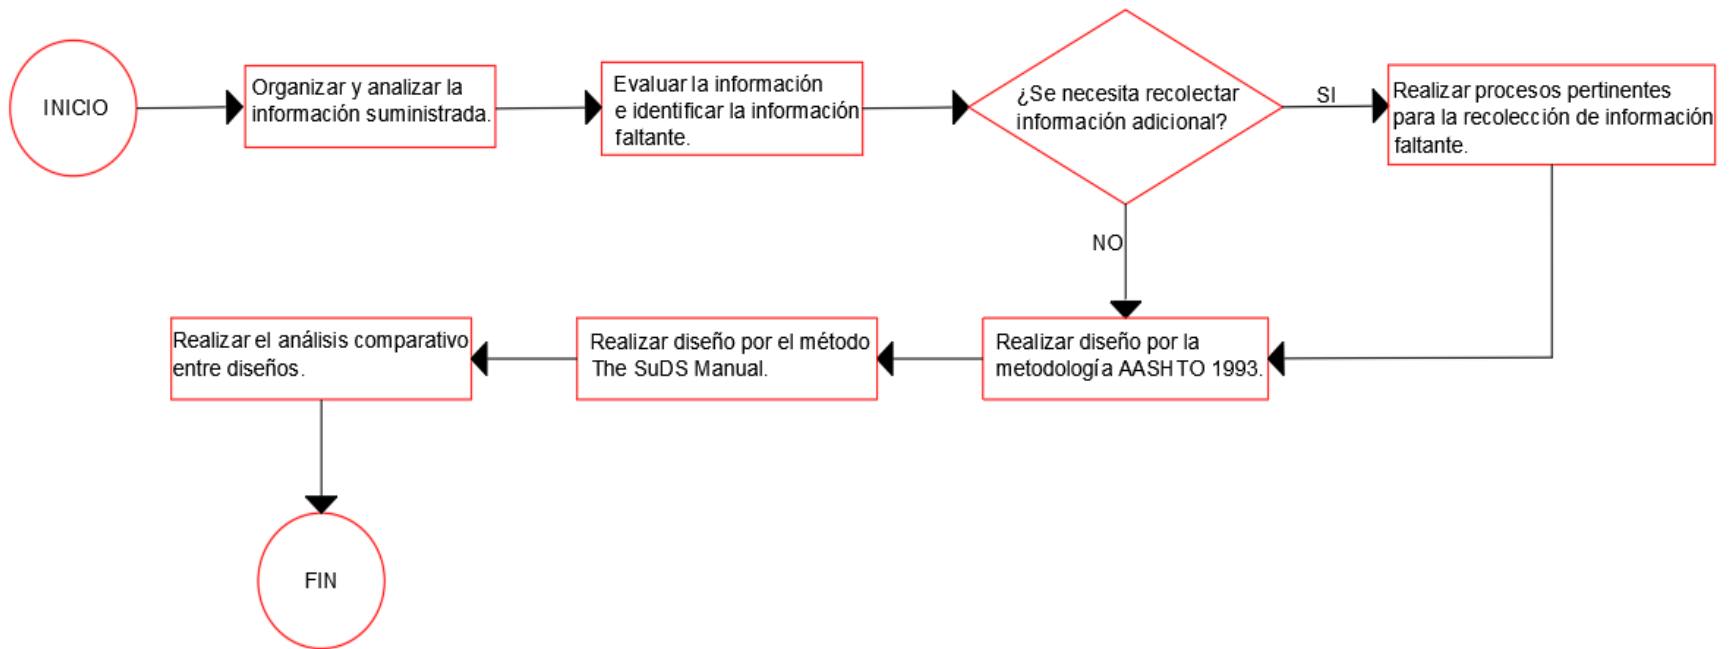 INICIO
Organizar y analizar la
información suministrada.
Evaluar la información
e identificar la información
faltante.
¿Se necesita recolectar
información adicional?
SI
Realizar procesos pertinentes
para la recolección de información
faltante.
NO
Realizar diseño por la
metodología AASHTO 1993.
Realizar diseño por el método
The SuDS Manual.
Realizar el análisis comparativo
entre diseños.
FIN